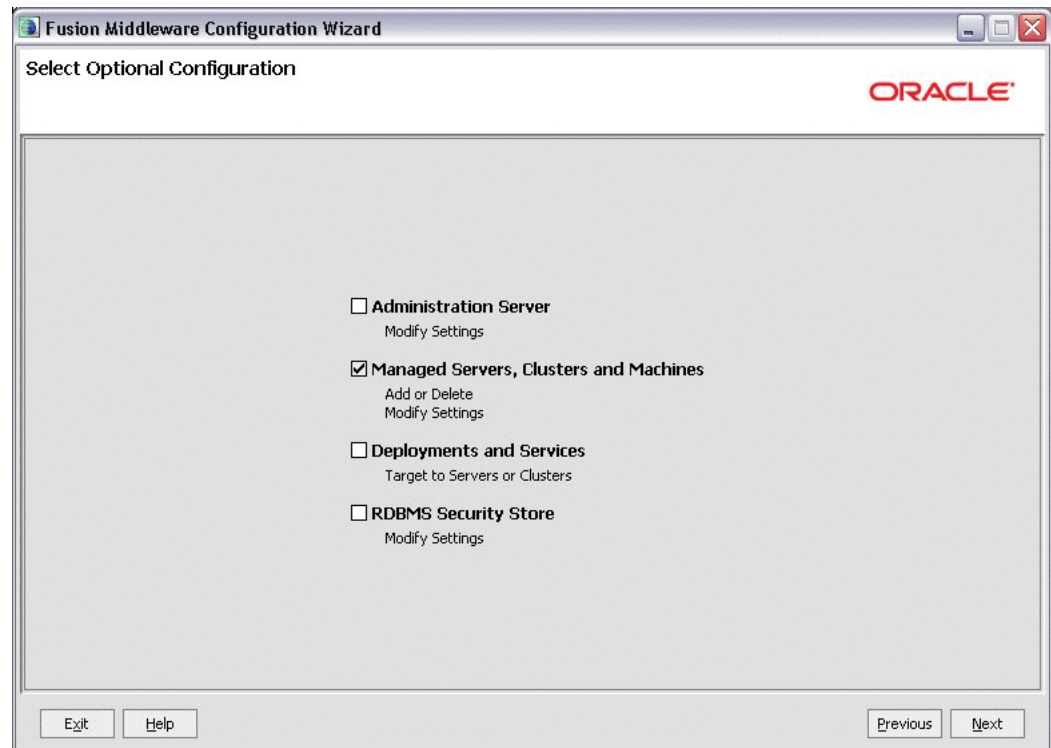 Fusion Middleware Configuration Wizard
Select Optional Configuration
ORACLE
Administration Server
Modify Settings
Managed Servers, Clusters and Machines
Add or Delete
Modify Settings
Deployments and Services
Target to Servers or Clusters
RDBMS Security Store
Modify Settings
Exit Help Previous Next